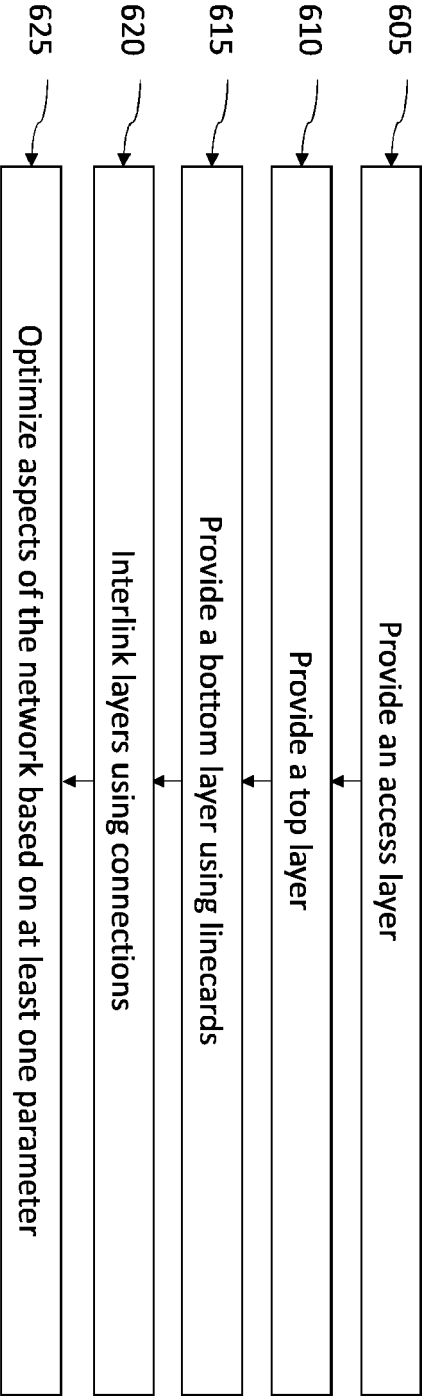 605
Provide an access layer
610
Provide a top layer
615
Provide a bottom layer using linecards
620
Interlink layers using connections
625
Optimize aspects of the network based on at least one parameter